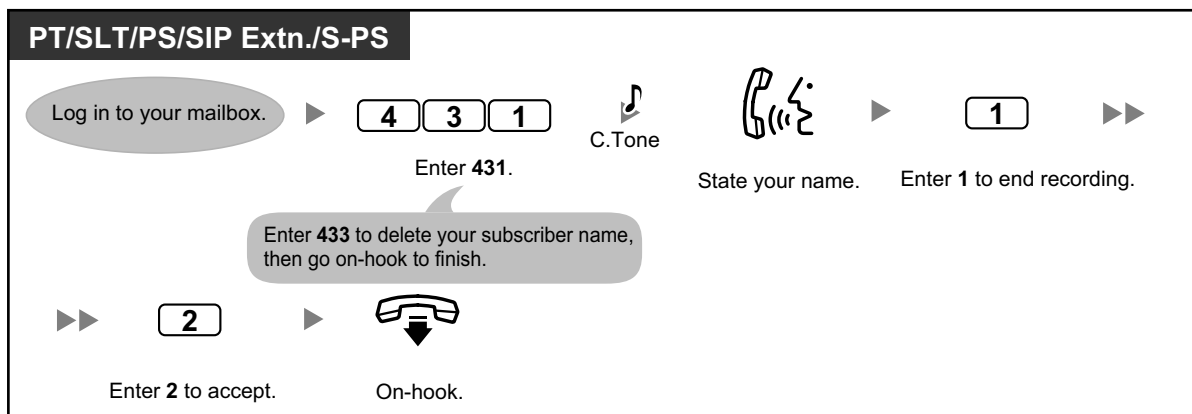 PT/SLT/PS/SIP Extn./S-PS
Log in to your mailbox.
4 3 1
C.Tone
1
Enter 431.
State your name.
Enter 1 to end recording.
Enter 433 to delete your subscriber name,
then go on-hook to finish.
2
Enter 2 to accept.
On-hook.